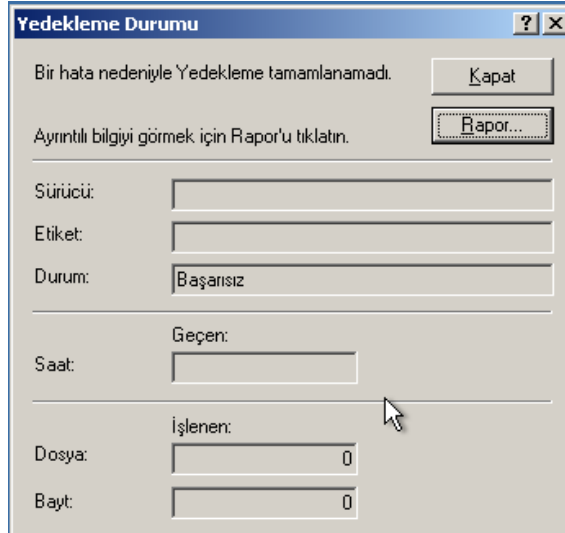 Yedekleme Durumu
Bir hata nedeniyle Yedekleme tamamlanamadı.
Kapat
Ayrıntılı bilgiyi görmek için Rapor'u tıklatın.
Rapor...
Sürücü:
Etiket:
Durum: Başarısız
Geçen:
Saat:
İşlenen:
Dosya: 0
Bayt: 0